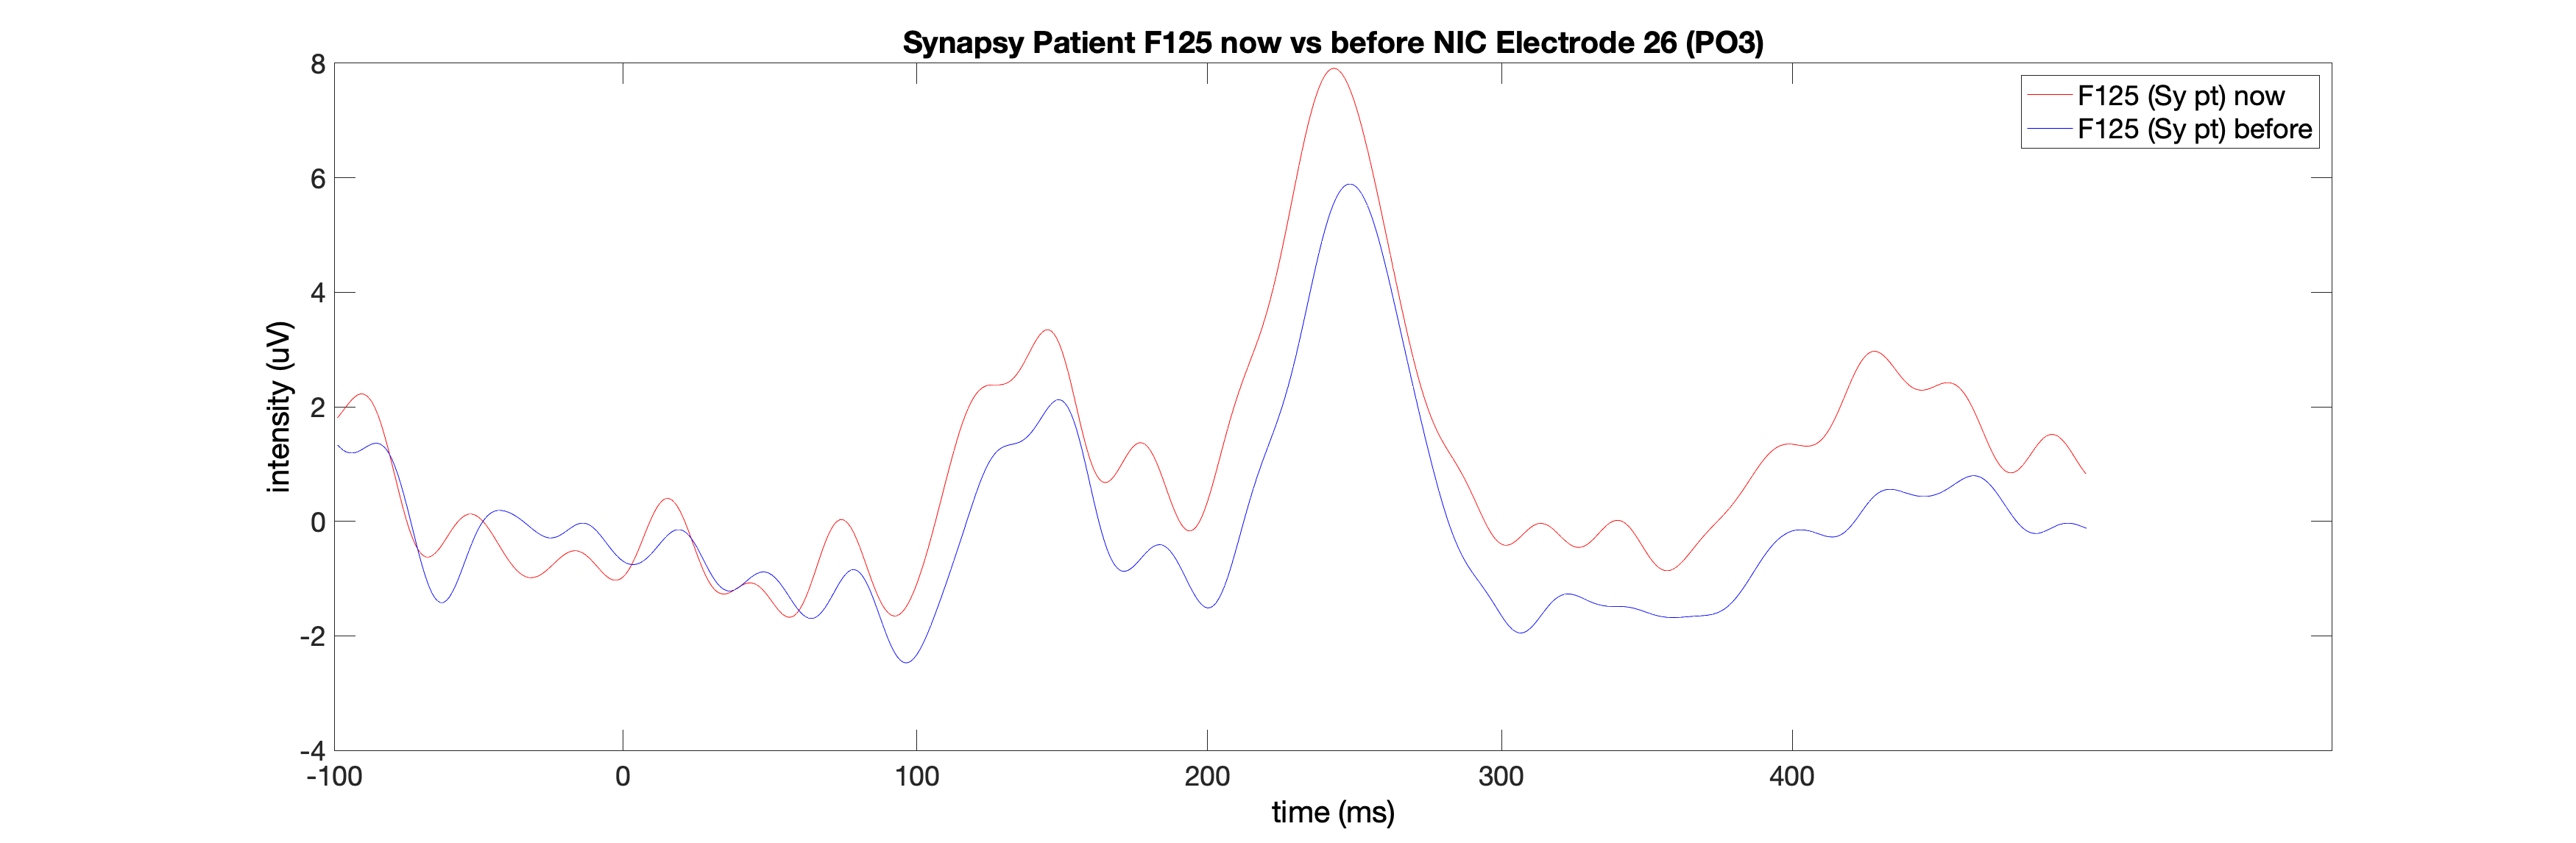 Synapsy Patient F125 now vs before NIC Electrode 26 (PO3)
F125 (Sy pt) now
F125 (Sy pt) before
intensity (uV)
8
6
4
2
0
-2
-4
-100 0 100 200 300 400
time (ms)